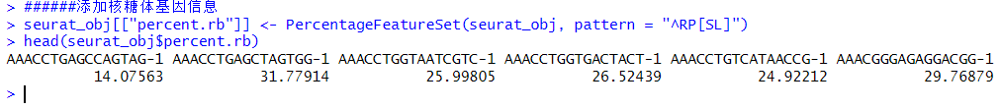 > ######添加核糖体基因信息
> seurat_obj[["percent.rb"]] <- PercentageFeatureSet(seurat_obj, pattern = "^RP[SL]")
> head(seurat_obj$percent.rb)
AAACCTGAGCCAGTAG-1 AAACCTGAGCTAGTGG-1 AAACCTGGTAATCGTC-1 AAACCTGGTGACTACT-1 AAACCTGTCATAACCG-1 AAACGGGAGAGGACGG-1
14.07563 31.77914 25.99805 26.52439 24.92212 29.76879
>